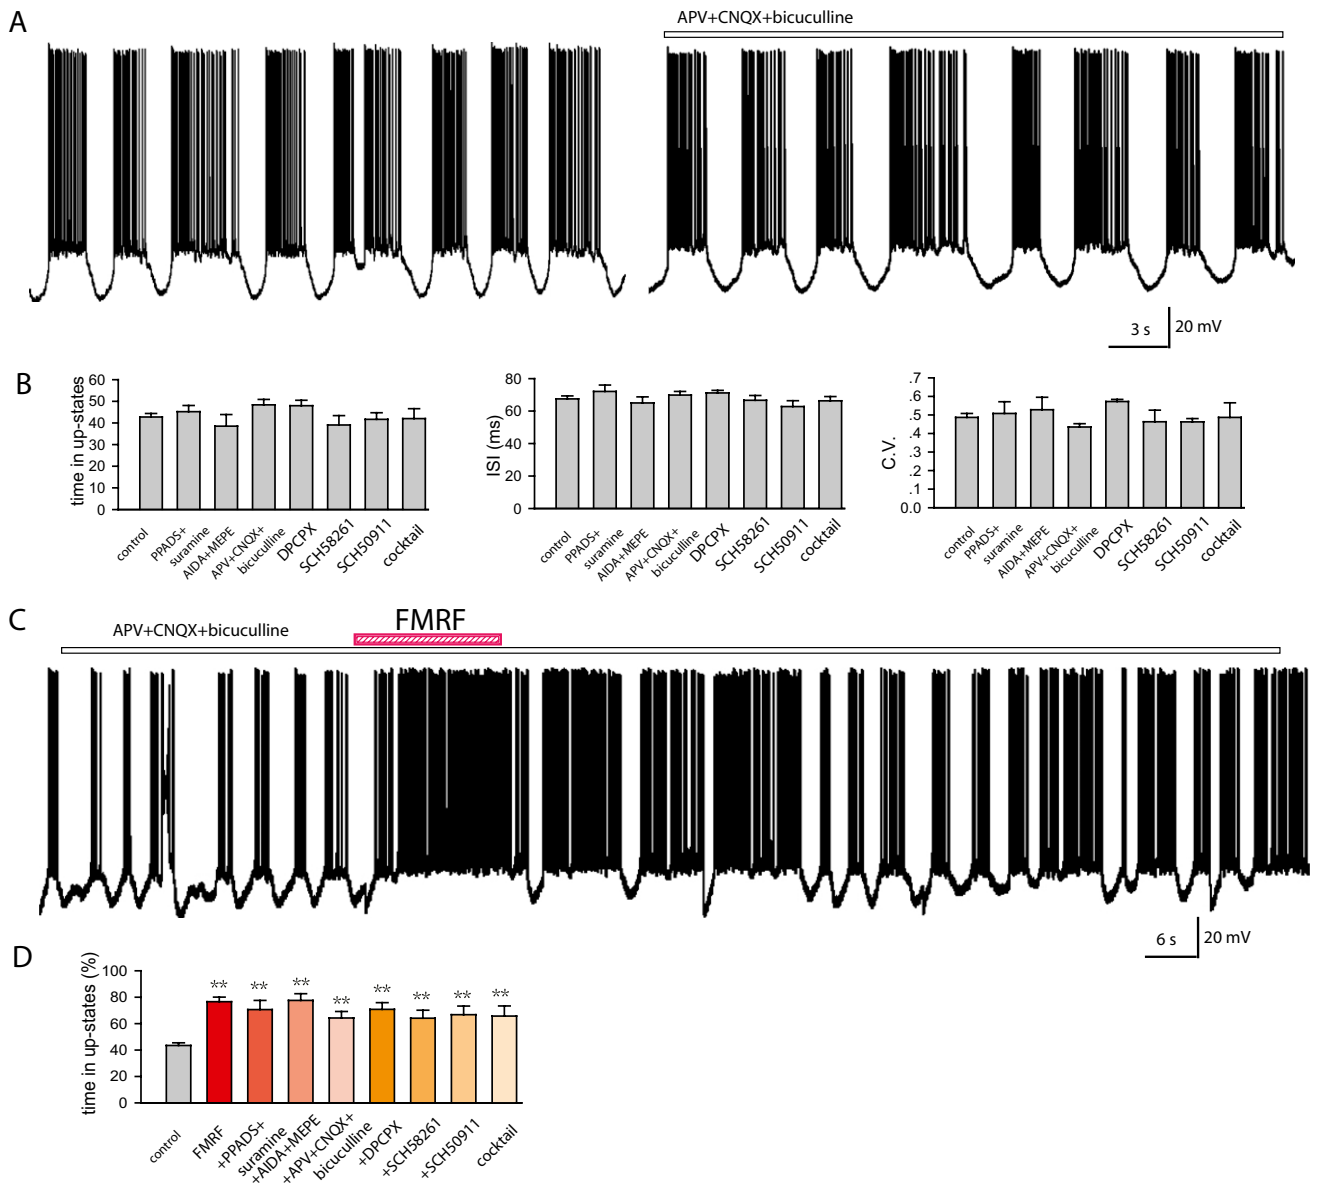 A
APV+CNQX+bicuculline
3 s
20 mV
B
time in up-states
60
50
40
30
20
10
0
control
PPADS+
suramine
AIDA+MEPE
APV+CNQX+
bicuculline
DPCPX
SCH58261
SCH50911
cocktail
ISI (ms)
80
60
40
20
0
control
PPADS+
suramine
AIDA+MEPE
APV+CNQX+
bicuculline
DPCPX
SCH58261
SCH50911
cocktail
C.V.
.7
.6
.5
.4
.3
.2
.1
0.0
control
PPADS+
suramine
AIDA+MEPE
APV+CNQX+
bicuculline
DPCPX
SCH58261
SCH50911
cocktail
C
APV+CNQX+bicuculline
FMRF
6 s
20 mV
D
time in up-states (%)
100
80
60
40
20
0
** ** ** ** ** ** ** **
control
FMRF
+PPADS+
suramine
+AIDA+MEPE
+APV+CNQX+
bicuculline
+DPCPX
+SCH58261
+SCH50911
cocktail